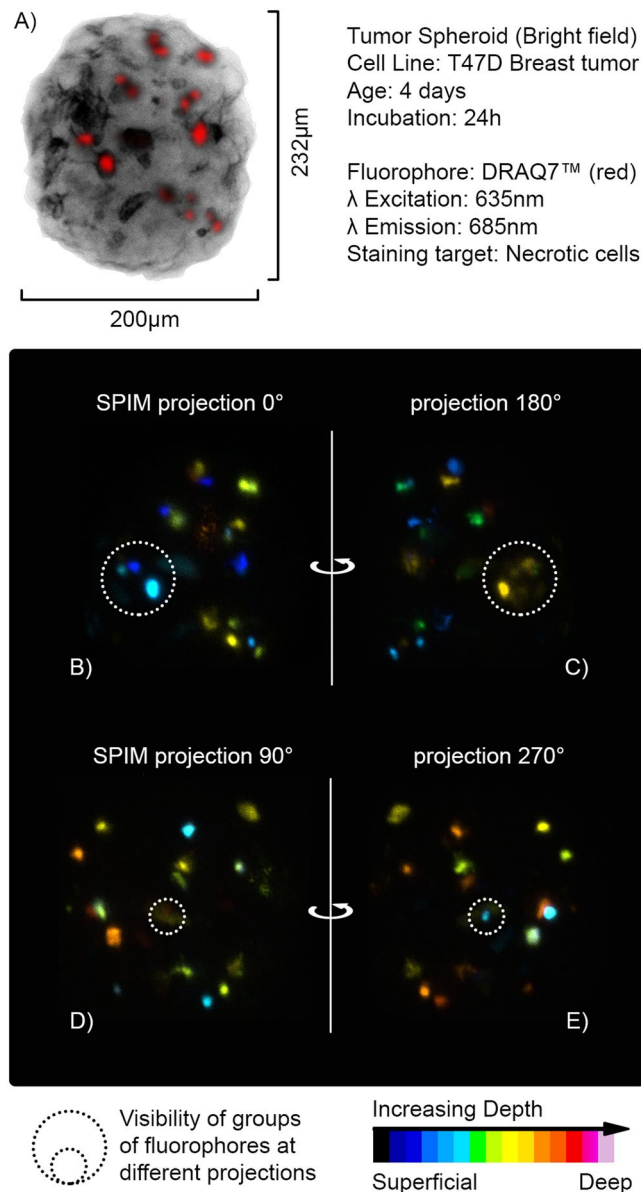 A)
Tumor Spheroid (Bright field)
Cell Line: T47D Breast tumor
Age: 4 days
Incubation: 24h
Fluorophore: DRAQ7™ (red)
λ Excitation: 635nm
λ Emission: 685nm
Staining target: Necrotic cells
232µm
200µm
SPIM projection 0°
projection 180°
B)
C)
SPIM projection 90°
projection 270°
D)
E)
Visibility of groups
of fluorophores at
different projections
Increasing Depth
Superficial
Deep